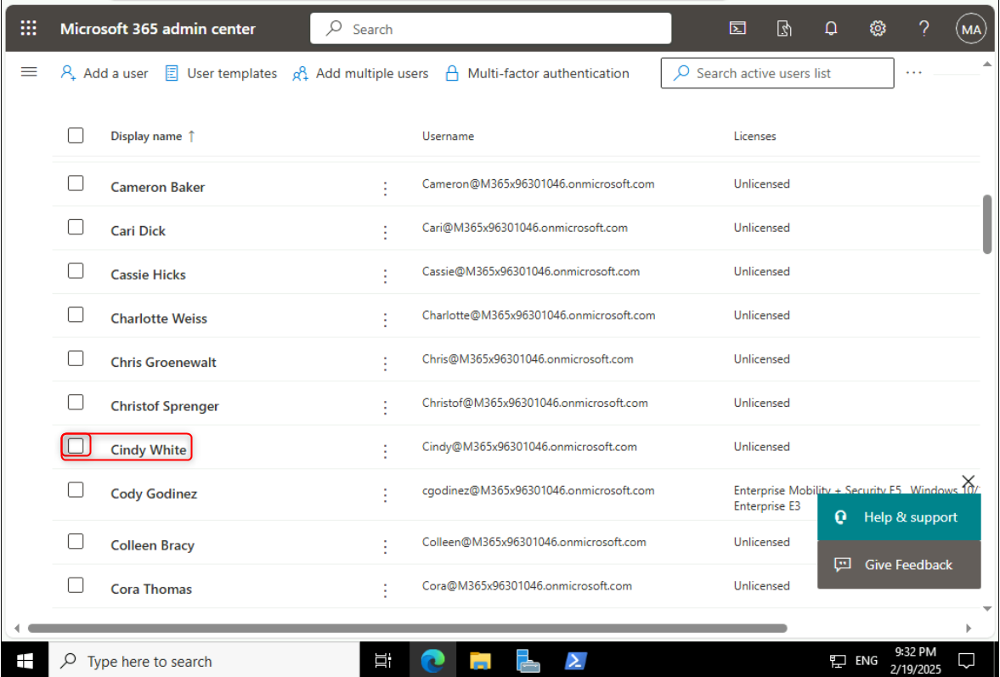 Microsoft 365 admin center
Search
MA
Add a user
User templates
Add multiple users
Multi-factor authentication
Search active users list
Display name ↑
Username
Licenses
Cameron Baker
Cameron@M365x96301046.onmicrosoft.com
Unlicensed
Cari Dick
Cari@M365x96301046.onmicrosoft.com
Unlicensed
Cassie Hicks
Cassie@M365x96301046.onmicrosoft.com
Unlicensed
Charlotte Weiss
Charlotte@M365x96301046.onmicrosoft.com
Unlicensed
Chris Groenewalt
Chris@M365x96301046.onmicrosoft.com
Unlicensed
Christof Sprenger
Christof@M365x96301046.onmicrosoft.com
Unlicensed
Cindy White
Cindy@M365x96301046.onmicrosoft.com
Unlicensed
Cody Godinez
cgodinez@M365x96301046.onmicrosoft.com
Enterprise Mobility + Security E5 Windows 10/
Enterprise E3
Help & support
Colleen Bracy
Colleen@M365x96301046.onmicrosoft.com
Unlicensed
Give Feedback
Cora Thomas
Cora@M365x96301046.onmicrosoft.com
Unlicensed
Type here to search
ENG
9:32 PM
2/19/2025